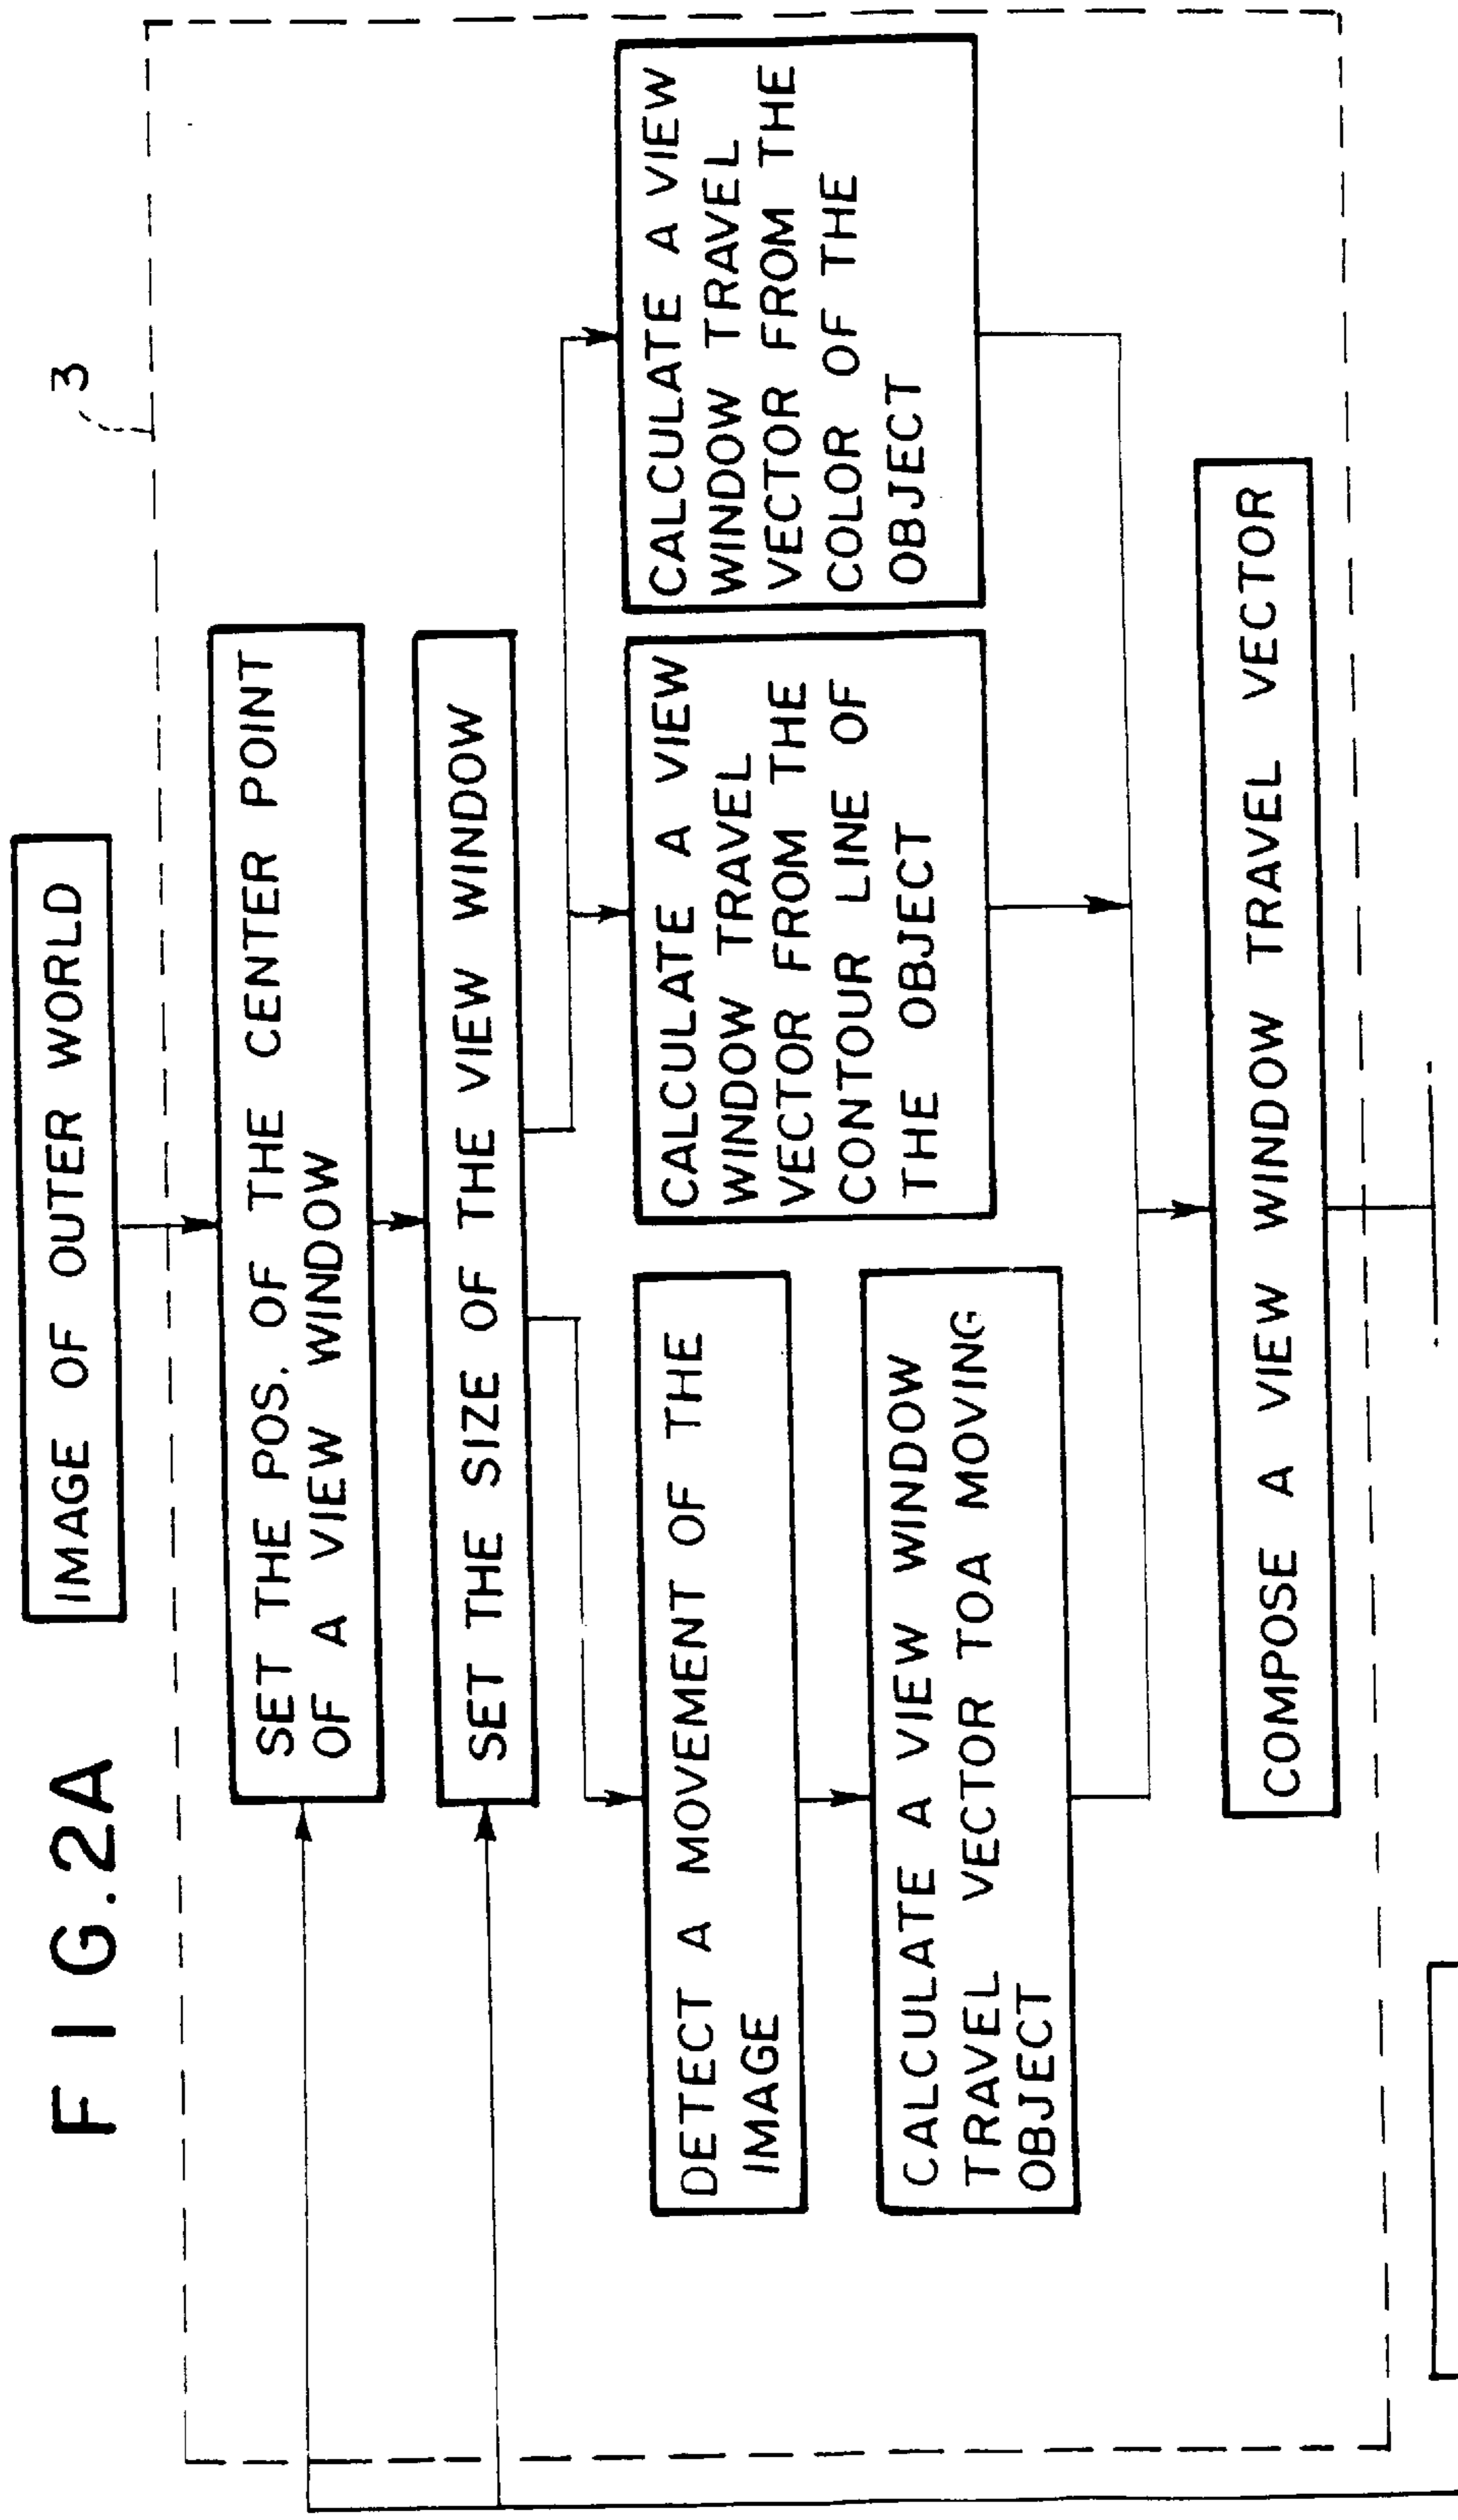 FIG.2A
IMAGE OF OUTER WORLD
3
SET THE POS. OF THE CENTER POINT
OF A VIEW WINDOW
SET THE SIZE OF THE VIEW WINDOW
DETECT A MOVEMENT OF THE
IMAGE
CALCULATE A VIEW WINDOW
TRAVEL VECTOR TOA MOVING
OBJECT
CALCULATE A VIEW
WINDOW TRAVEL
VECTOR FROM THE
CONTOUR LINE OF
THE OBJECT
CALCULATE A VIEW
WINDOW TRAVEL
VECTOR FROM THE
COLOR OF THE
OBJECT
COMPOSE A VIEW WINDOW TRAVEL VECTOR